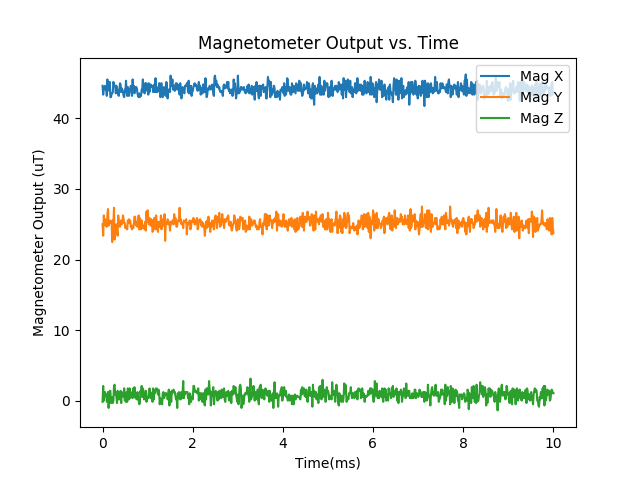 Magnetometer Output vs. Time
Mag X
Mag Y
Mag Z
Magnetometer Output (uT)
40
30
20
10
0
0 2 4 6 8 10
Time(ms)